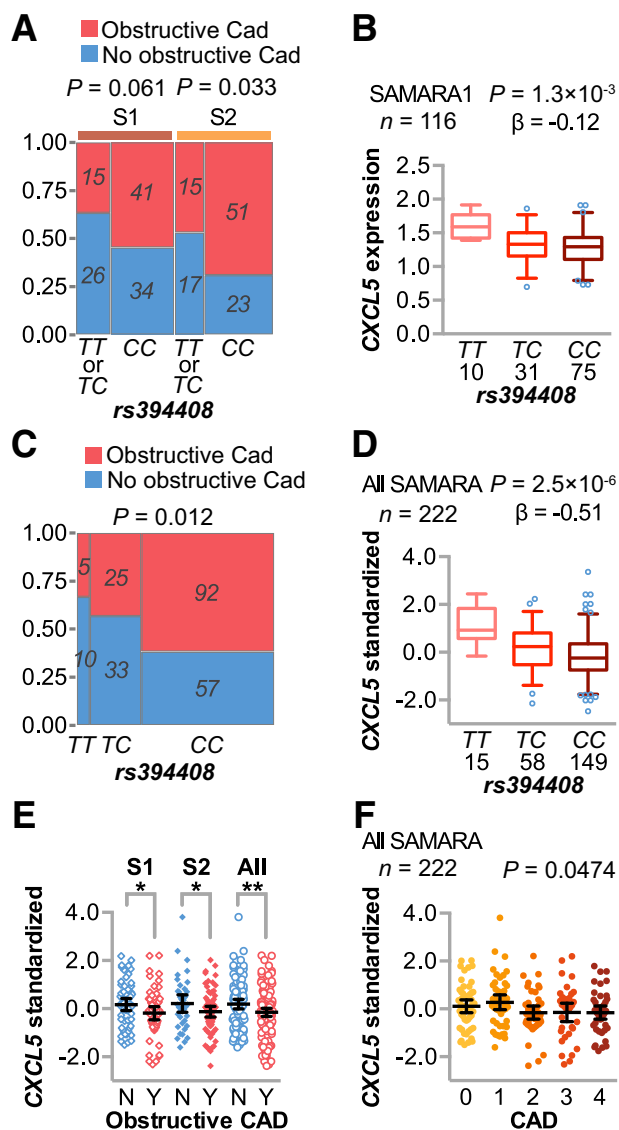 A
Obstructive Cad
No obstructive Cad
P = 0.061 P = 0.033
S1 S2
1.00
0.75
0.50
0.25
0.00
15 41 15 51
26 34 17 23
TT or TC CC TT or TC CC
rs394408
B
SAMARA1 P = 1.3×10-3
n = 116 β = -0.12
CXCL5 expression
2.5
2.0
1.5
1.0
0.5
0.0
TT TC CC
10 31 75
rs394408
C
Obstructive Cad
No obstructive Cad
P = 0.012
1.00
0.75
0.50
0.25
0.00
5 25 92
10 33 57
TT TC CC
rs394408
D
All SAMARA P = 2.5×10-6
n = 222 β = -0.51
CXCL5 standardized
4.0
2.0
0.0
-2.0
TT TC CC
15 58 149
rs394408
E
S1 S2 All
* * **
CXCL5 standardized
4.0
2.0
0.0
-2.0
N Y N Y N Y
Obstructive CAD
F
All SAMARA
n = 222 P = 0.0474
CXCL5 standardized
4.0
2.0
0.0
-2.0
0 1 2 3 4
CAD